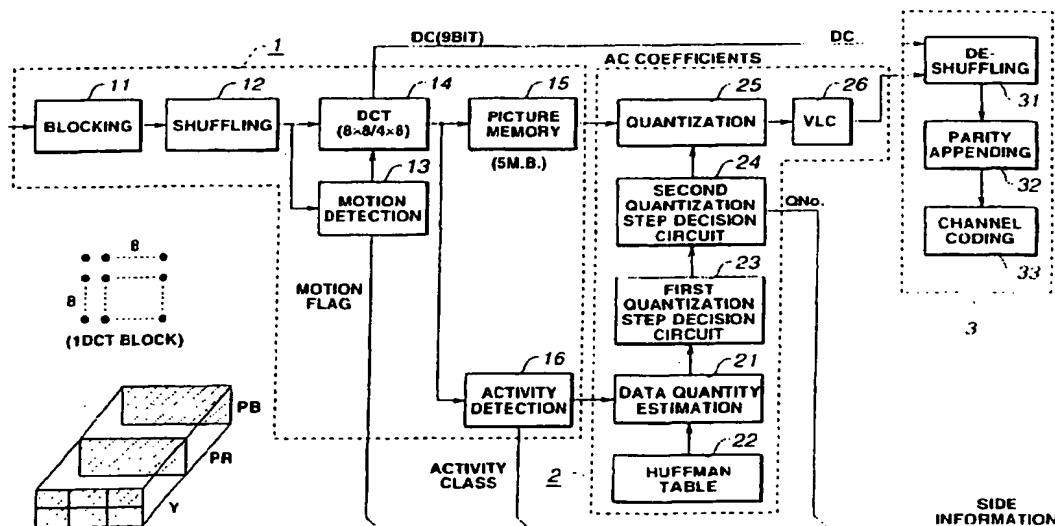 1
DC(9BIT)
DC
AC COEFFICIENTS
11
BLOCKING
12
SHUFFLING
14
DCT
(8×8/4×8)
15
PICTURE
MEMORY
(5M.B.)
25
QUANTIZATION
26
VLC
DE-
SHUFFLING
31
PARITY
APPENDING
32
CHANNEL
CODING
33
3
13
MOTION
DETECTION
24
SECOND
QUANTIZATION
STEP DECISION
CIRCUIT
QNo.
8
8
(1DCT BLOCK)
MOTION
FLAG
23
FIRST
QUANTIZATION
STEP DECISION
CIRCUIT
16
ACTIVITY
DETECTION
21
DATA QUANTITY
ESTIMATION
22
HUFFMAN
TABLE
2
PB
PR
Y
ACTIVITY
CLASS
SIDE
INFORMATION